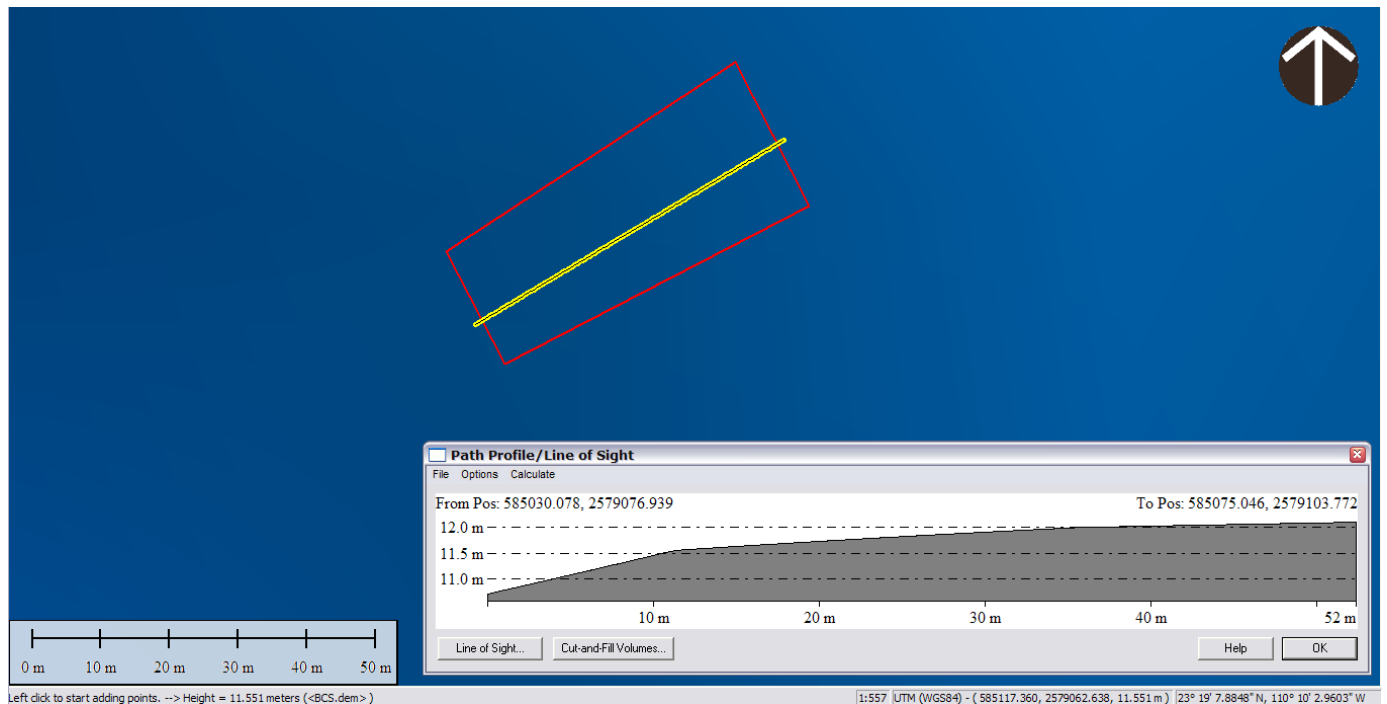 Path Profile/Line of Sight
File Options Calculate
From Pos: 585030.078, 2579076.939 To Pos: 585075.046, 2579103.772
12.0 m
11.5 m
11.0 m
10 m 20 m 30 m 40 m 52 m
Line of Sight... Cut-and-Fill Volumes... Help OK
0 m 10 m 20 m 30 m 40 m 50 m
Left click to start adding points. --> Height = 11.551 meters (<BCS.dem> ) 1:557 UTM (WGS84) - ( 585117.360, 2579062.638, 11.551 m ) 23° 19' 7.8848" N, 110° 10' 2.9603" W